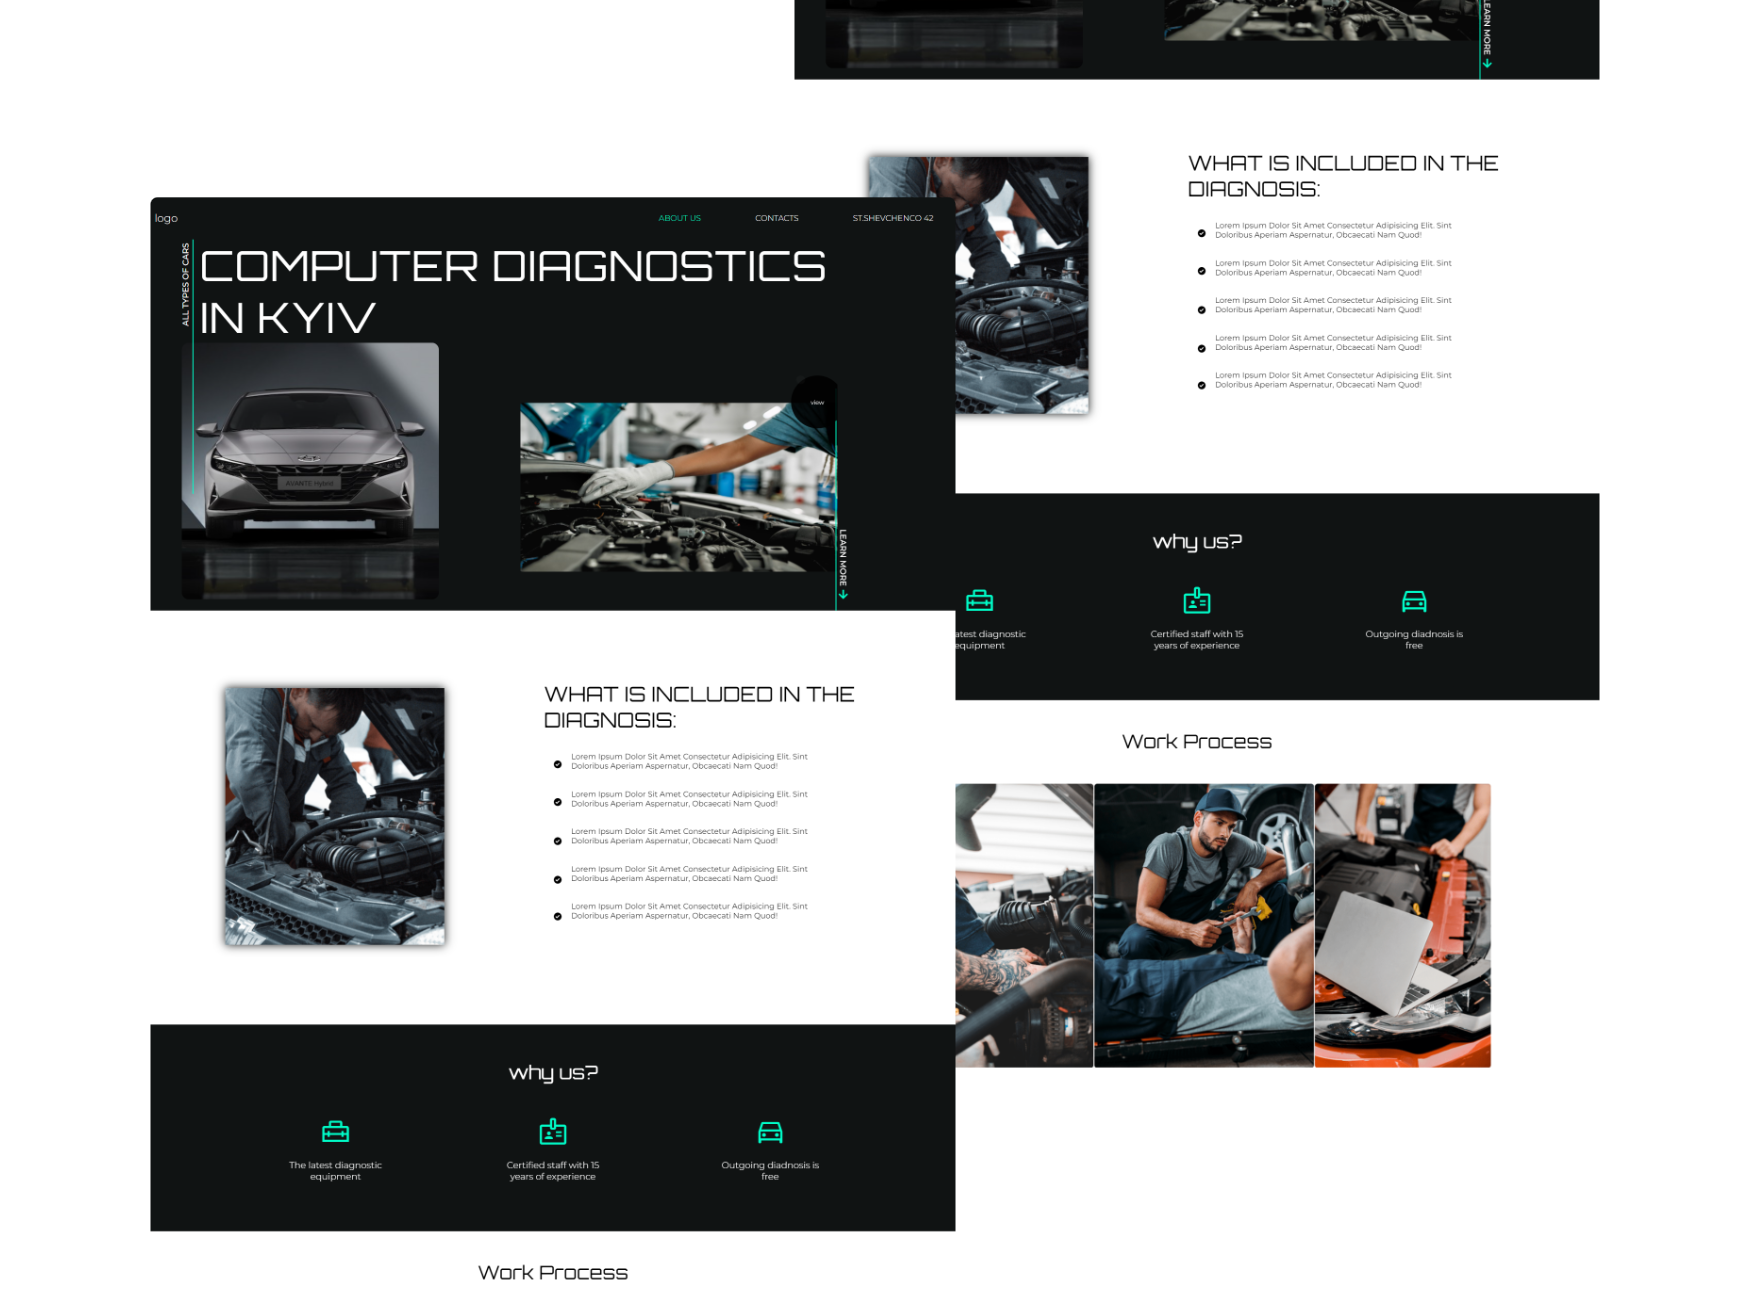 LEARN MORE
WHAT IS INCLUDED IN THE
DIAGNOSIS:
Lorem Ipsum Dolor Sit Amet Consectetur Adipisicing Elit. Sint
Doloribus Aperiam Aspernatur, Obcaecati Nam Quod!
Lorem Ipsum Dolor Sit Amet Consectetur Adipisicing Elit. Sint
Doloribus Aperiam Aspernatur, Obcaecati Nam Quod!
Lorem Ipsum Dolor Sit Amet Consectetur Adipisicing Elit. Sint
Doloribus Aperiam Aspernatur, Obcaecati Nam Quod!
Lorem Ipsum Dolor Sit Amet Consectetur Adipisicing Elit. Sint
Doloribus Aperiam Aspernatur, Obcaecati Nam Quod!
Lorem Ipsum Dolor Sit Amet Consectetur Adipisicing Elit. Sint
Doloribus Aperiam Aspernatur, Obcaecati Nam Quod!
why us?
atest diagnostic
equipment
Certified staff with 15
years of experience
Outgoing diadnosis is
free
Work Process
logo
ABOUT US
CONTACTS
ST.SHEVCHENCO 42
ALL TYPES OF CARS
COMPUTER DIAGNOSTICS
IN KYIV
AVANTE Hybrid
view
LEARN MORE
WHAT IS INCLUDED IN THE
DIAGNOSIS:
Lorem Ipsum Dolor Sit Amet Consectetur Adipisicing Elit. Sint
Doloribus Aperiam Aspernatur, Obcaecati Nam Quod!
Lorem Ipsum Dolor Sit Amet Consectetur Adipisicing Elit. Sint
Doloribus Aperiam Aspernatur, Obcaecati Nam Quod!
Lorem Ipsum Dolor Sit Amet Consectetur Adipisicing Elit. Sint
Doloribus Aperiam Aspernatur, Obcaecati Nam Quod!
Lorem Ipsum Dolor Sit Amet Consectetur Adipisicing Elit. Sint
Doloribus Aperiam Aspernatur, Obcaecati Nam Quod!
Lorem Ipsum Dolor Sit Amet Consectetur Adipisicing Elit. Sint
Doloribus Aperiam Aspernatur, Obcaecati Nam Quod!
why us?
The latest diagnostic
equipment
Certified staff with 15
years of experience
Outgoing diadnosis is
free
Work Process